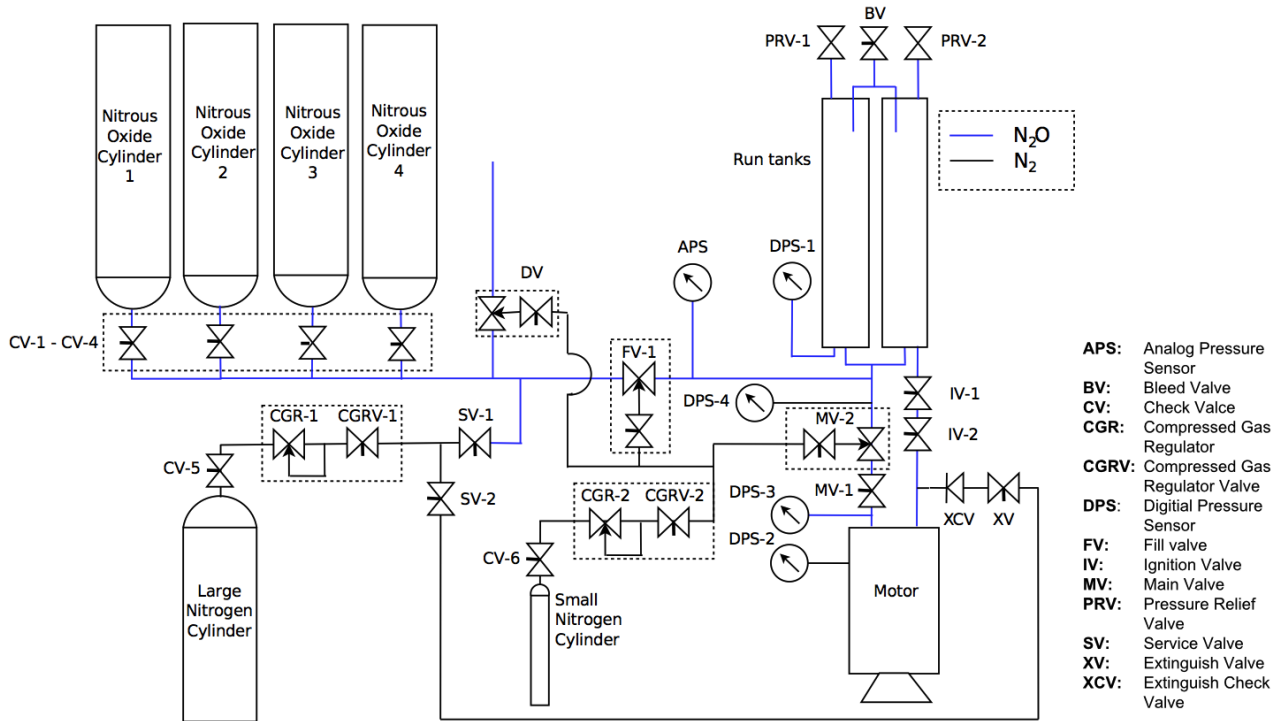 BV
PRV-1
PRV-2
Nitrous
Oxide
Cylinder
1
Nitrous
Oxide
Cylinder
2
Nitrous
Oxide
Cylinder
3
Nitrous
Oxide
Cylinder
4
N₂O
N₂
Run tanks
APS
DPS-1
DV
CV-1 - CV-4
FV-1
DPS-4
IV-1
IV-2
CGR-1
CGRV-1
SV-1
MV-2
CV-5
SV-2
CGR-2
CGRV-2
DPS-3
MV-1
DPS-2
XCV
XV
CV-6
Large
Nitrogen
Cylinder
Small
Nitrogen
Cylinder
Motor
APS: Analog Pressure
Sensor
BV: Bleed Valve
CV: Check Valce
CGR: Compressed Gas
Regulator
CGRV: Compressed Gas
Regulator Valve
DPS: Digitial Pressure
Sensor
FV: Fill valve
IV: Ignition Valve
MV: Main Valve
PRV: Pressure Relief
Valve
SV: Service Valve
XV: Extinguish Valve
XCV: Extinguish Check
Valve